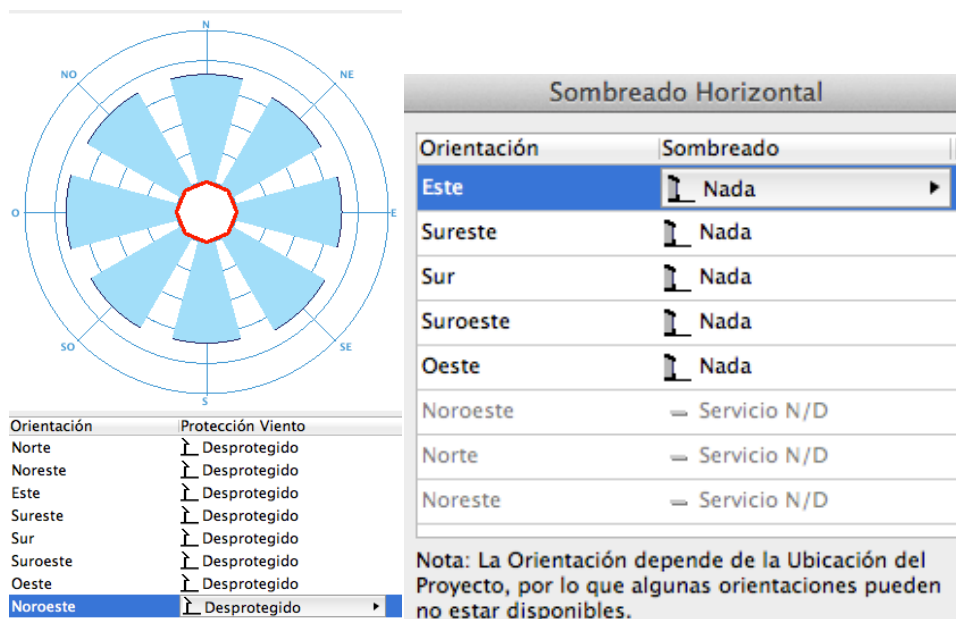 N
NO
NE
O
E
SO
SE
S
Orientación Protección Viento
Norte Desprotegido
Noreste Desprotegido
Este Desprotegido
Sureste Desprotegido
Sur Desprotegido
Suroeste Desprotegido
Oeste Desprotegido
Noroeste Desprotegido
Sombreado Horizontal
Orientación Sombreado
Este Nada
Sureste Nada
Sur Nada
Suroeste Nada
Oeste Nada
Noroeste Servicio N/D
Norte Servicio N/D
Noreste Servicio N/D
Nota: La Orientación depende de la Ubicación del
Proyecto, por lo que algunas orientaciones pueden
no estar disponibles.